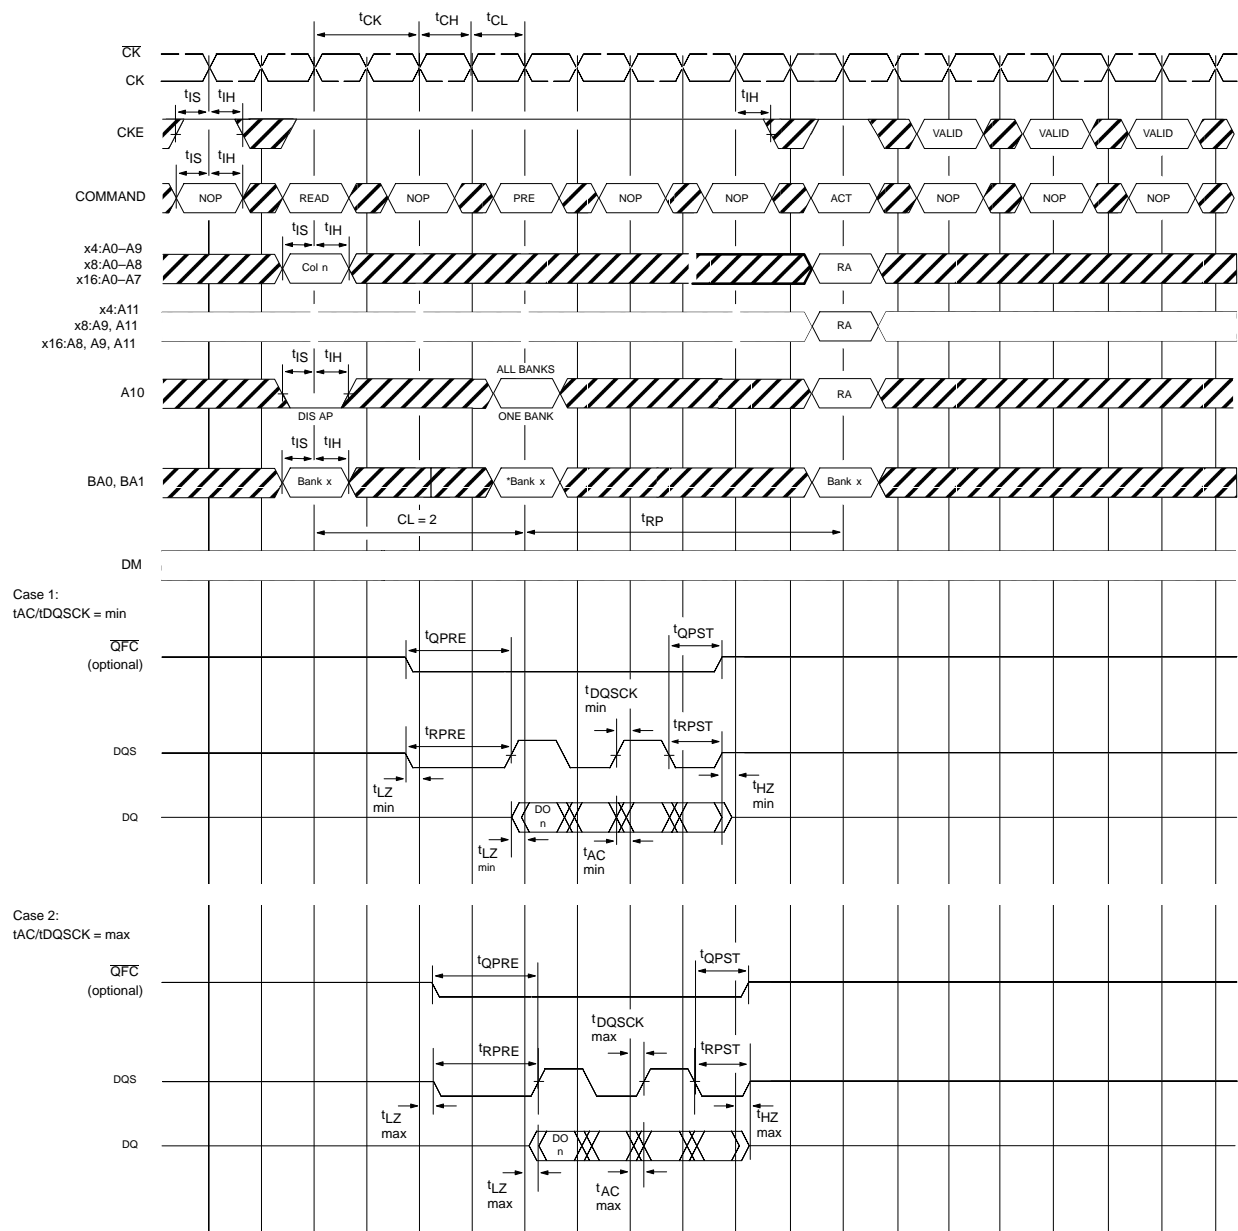 tCK tCH tCL
CK
CK
tIS tIH tIH
CKE VALID VALID VALID
tIS tIH
COMMAND NOP READ NOP PRE NOP NOP ACT NOP NOP NOP
tIS tIH
x4:A0–A9
x8:A0–A8 Col n RA
x16:A0–A7
x4:A11
x8:A9, A11 RA
x16:A8, A9, A11
tIS tIH ALL BANKS
A10 RA
DIS AP ONE BANK
tIS tIH
BA0, BA1 Bank x *Bank x Bank x
CL = 2 tRP
DM
Case 1:
tAC/tDQSCK = min
tQPRE tQPST
QFC
(optional)
tDQSCK
min
tRPRE tRPST
DQS
tLZ tHZ
min min
DQ DO
n
tLZ tAC
min min
Case 2:
tAC/tDQSCK = max
tQPRE tQPST
QFC
(optional)
tDQSCK
max
tRPRE tRPST
DQS
tLZ tHZ
max max
DQ DO
n
tLZ tAC
max max